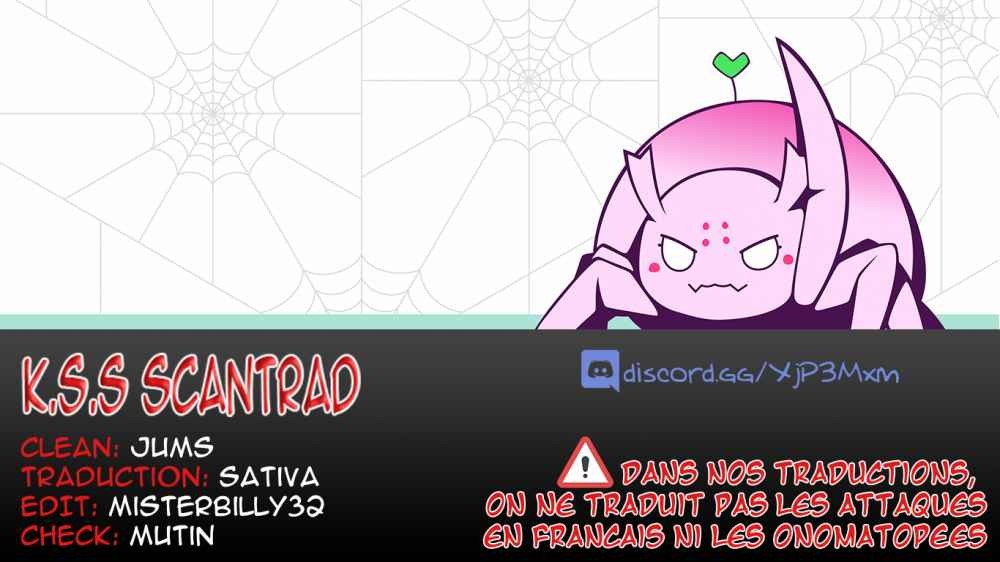 K.S.S SCANTRAD
CLEAN: JUMS
TRADUCTION: SATIVA
EDIT: MISTERBILLY32
CHECK: MUTIN
discord.gg/XjP3Mxm
! DANS NOS TRADUCTIONS,
ON NE TRADUIT PAS LES ATTAQUES
EN FRANCAIS NI LES ONOMATOPEES